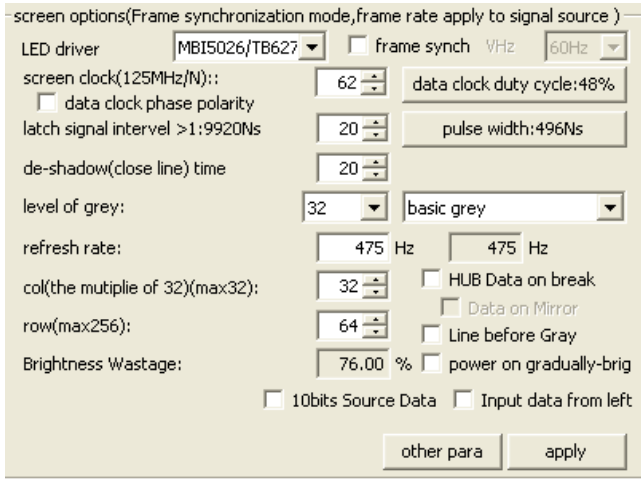 screen options(Frame synchronization mode,frame rate apply to signal source )
LED driver MBI5026/TB627 frame synch VHz 60Hz
screen clock(125MHz/N):: 62 data clock duty cycle:48%
data clock phase polarity
latch signal intervel >1:9920Ns 20 pulse width:496Ns
de-shadow(close line) time 20
level of grey: 32 basic grey
refresh rate: 475 Hz 475 Hz
col(the mutiplie of 32)(max32): 32 HUB Data on break
Data on Mirror
row(max256): 64 Line before Gray
Brightness Wastage: 76.00 % power on gradually-brig
10bits Source Data Input data from left
other para apply